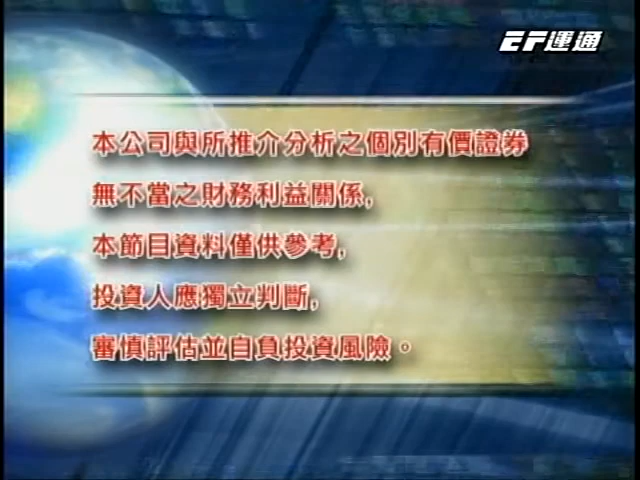 EF運通
本公司與所推介分析之個別有價證券
無不當之財務利益關係,
本節目資料僅供參考,
投資人應獨立判斷,
審慎評估並自負投資風險。